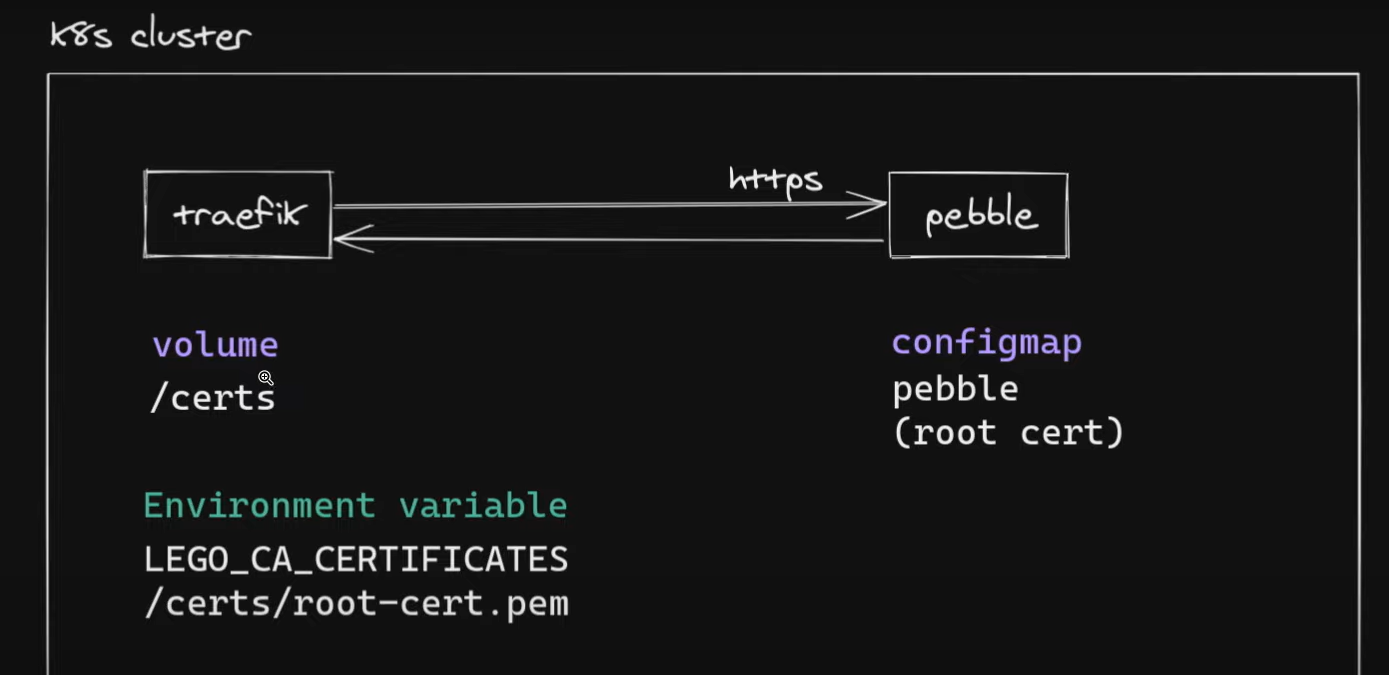 k8s cluster
https
traefik
pebble
volume
/certs
configmap
pebble
(root cert)
Environment variable
LEGO_CA_CERTIFICATES
/certs/root-cert.pem